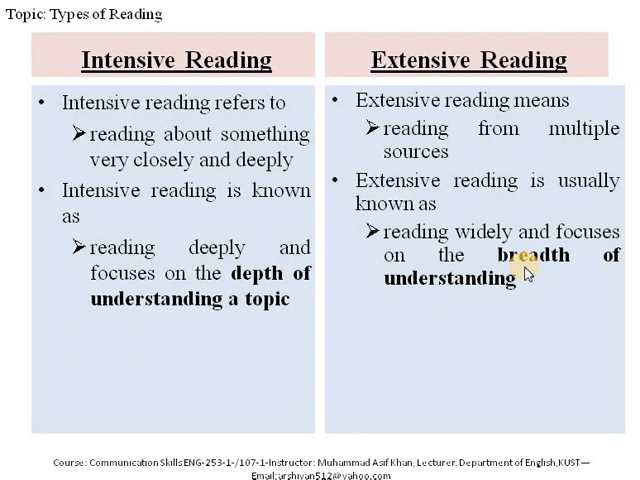 Topic: Types of Reading
Intensive Reading
• Intensive reading refers to
➢ reading about something
very closely and deeply
• Intensive reading is known
as
➢ reading deeply and
focuses on the depth of
understanding a topic
Extensive Reading
• Extensive reading means
➢ reading from multiple
sources
• Extensive reading is usually
known as
➢ reading widely and focuses
on the breadth of
understanding
Course: Communication Skills ENG-253-1-/107-1-Instructor: Muhammad Asif Khan, Lecturer. Department of English,KUST—
Email;arshivan512@yahoo.com